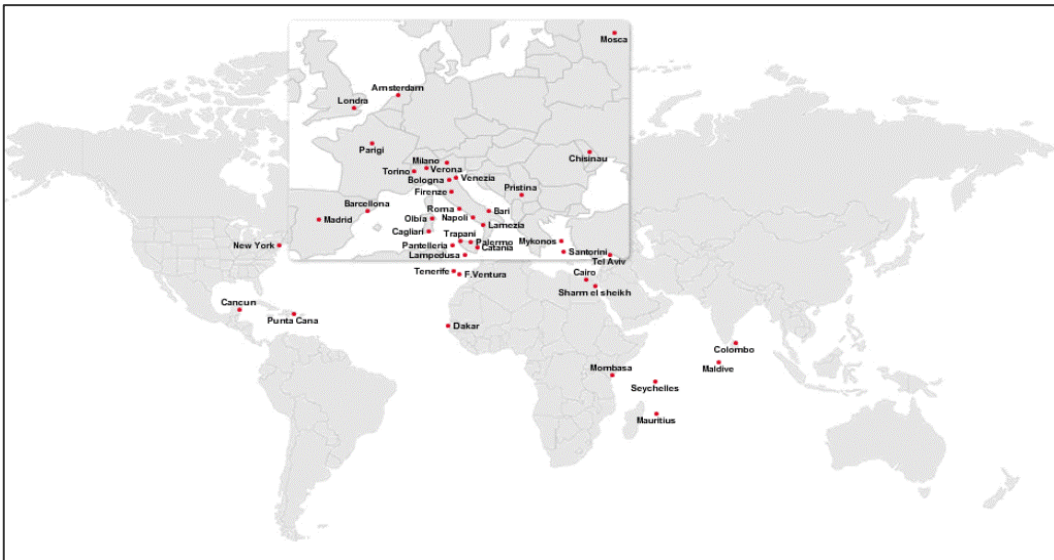 Mosca
Amsterdam
Londra
Parigi
Chisinau
Milano
Verona
Torino
Venezia
Bologna
Pristina
Firenze
Barcellona
Roma
Bari
Madrid
Olbia
Napoli
Lamezia
Cagliari
Trapani
New York
Pantelleria
Palermo
Mykonos
Catania
Santorini
Lampedusa
Tel Aviv
Tenerife
F.Ventura
Cairo
Sharm el sheikh
Cancun
Punta Cana
Dakar
Colombo
Maldive
Mombasa
Seychelles
Mauritius